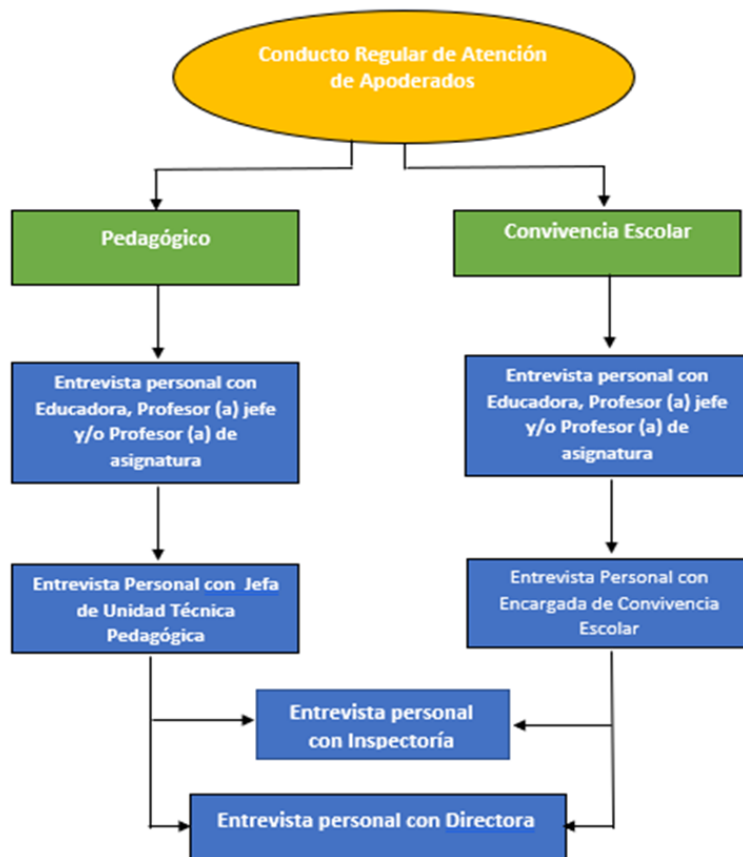 Conducto Regular de Atención
de Apoderados
Pedagógico
Convivencia Escolar
Entrevista personal con
Educadora, Profesor (a) jefe
y/o Profesor (a) de
asignatura
Entrevista personal con
Educadora, Profesor (a) jefe
y/o Profesor (a) de
asignatura
Entrevista Personal con Jefa
de Unidad Técnica
Pedagógica
Entrevista Personal con
Encargada de Convivencia
Escolar
Entrevista personal
con Inspectoría
Entrevista personal con Directora